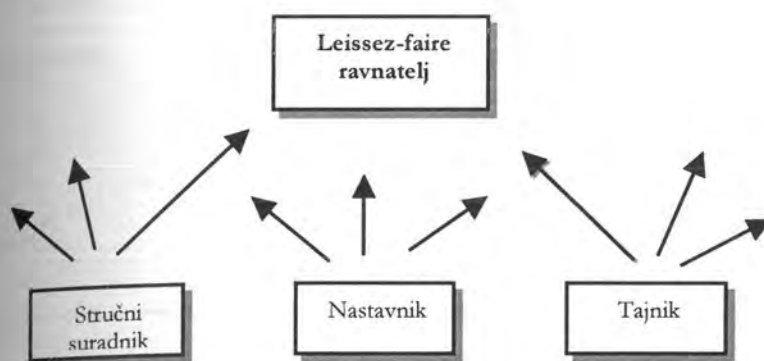 Leissez-faire
ravnatelj
Stručni
suradnik
Nastavnik
Tajnik